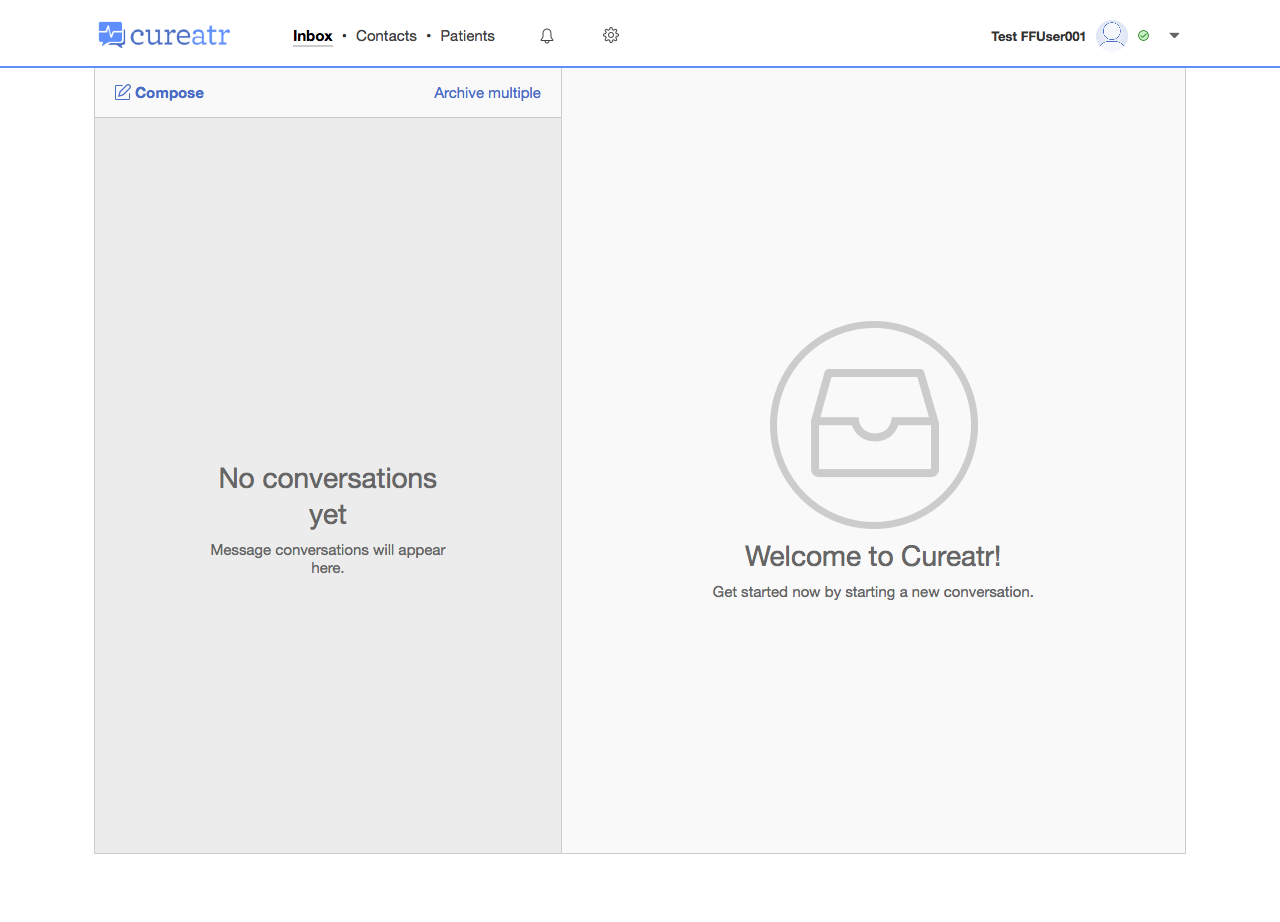 cureatr Inbox • Contacts • Patients Test FFUser001
Compose Archive multiple
No conversations
yet
Message conversations will appear
here.
Welcome to Cureatr!
Get started now by starting a new conversation.